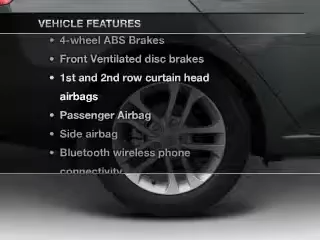 VEHICLE FEATURES
• 4-wheel ABS Brakes
• Front Ventilated disc brakes
• 1st and 2nd row curtain head
airbags
• Passenger Airbag
• Side airbag
• Bluetooth wireless phone
connectivity